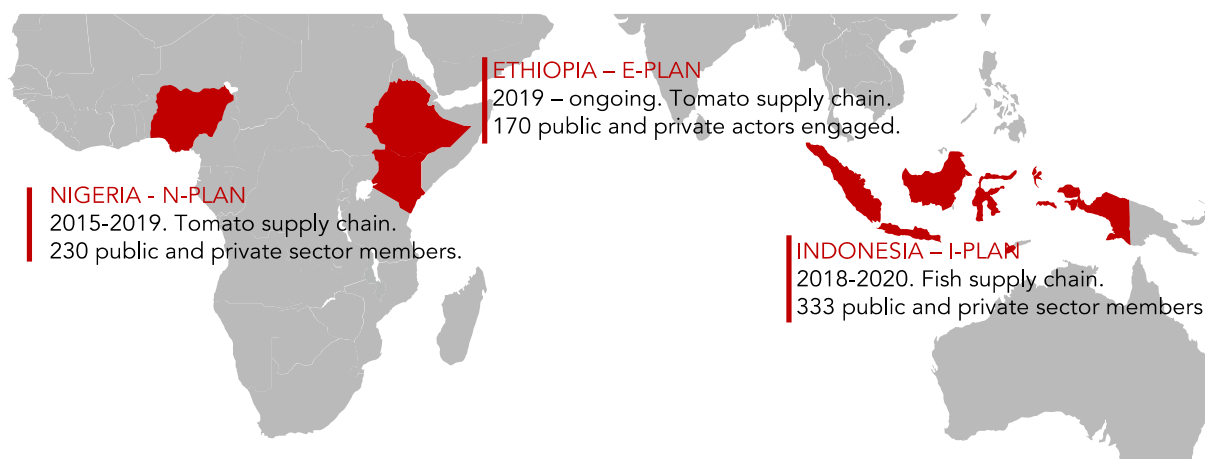 ETHIOPIA – E-PLAN
2019 – ongoing. Tomato supply chain.
170 public and private actors engaged.
NIGERIA - N-PLAN
2015-2019. Tomato supply chain.
230 public and private sector members.
INDONESIA – I-PLAN
2018-2020. Fish supply chain.
333 public and private sector members